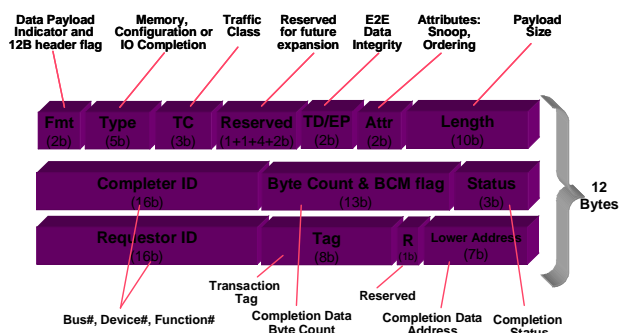 Data Payload
Indicator and
12B header flag
Memory,
Configuration or
IO Completion
Traffic
Class
Reserved
for future
expansion
E2E
Data
Integrity
Attributes:
Snoop,
Ordering
Payload
Size
Fmt
(2b)
Type
(5b)
TC
(3b)
Reserved
(1+1+4+2b)
TD/EP
(2b)
Attr
(2b)
Length
(10b)
Completer ID
(16b)
Byte Count & BCM flag
(13b)
Status
(3b)
12
Bytes
Requestor ID
(16b)
Tag
(8b)
R
(1b)
Lower Address
(7b)
Bus#, Device#, Function#
Transaction
Tag
Completion Data
Byte Count
Reserved
Completion Data
Address
Completion
Status